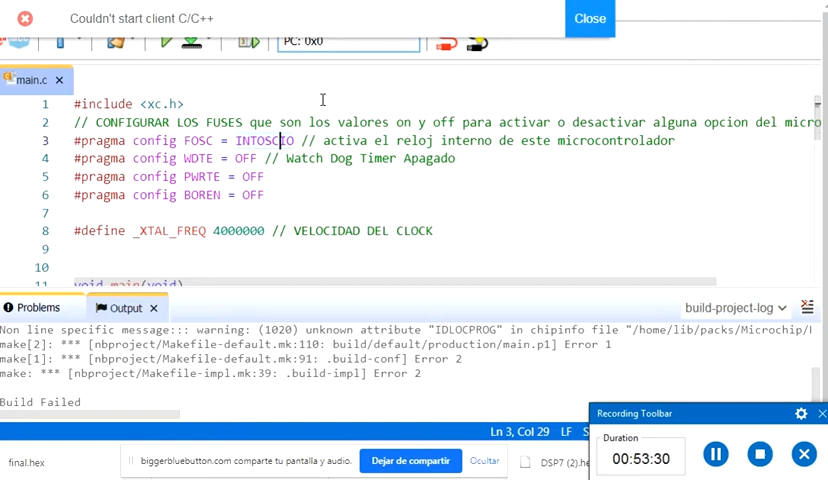 Couldn't start client C/C++
Close
PC: 0x0
main.c
1 #include <xc.h>
2 // CONFIGURAR LOS FUSES que son los valores on y off para activar o desactivar alguna opcion del micro
3 #pragma config FOSC = INTOSCIO // activa el reloj interno de este microcontrolador
4 #pragma config WDTE = OFF // Watch Dog Timer Apagado
5 #pragma config PWRTE = OFF
6 #pragma config BOREN = OFF
7
8 #define _XTAL_FREQ 4000000 // VELOCIDAD DEL CLOCK
9
10
11 void main(void)
Problems
Output
build-project-log
Non line specific message::: warning: (1020) unknown attribute "IDLOCPROG" in chipinfo file "/home/lib/packs/Microchip/
make[2]: *** [nbproject/Makefile-default.mk:110: build/default/production/main.p1] Error 1
make[1]: *** [nbproject/Makefile-default.mk:91: .build-conf] Error 2
make: *** [nbproject/Makefile-impl.mk:39: .build-impl] Error 2
Build Failed
Ln 3, Col 29 LF
Recording Toolbar
Duration
00:53:30
final.hex
biggerbluebutton.com comparte tu pantalla y audio.
Dejar de compartir
Ocultar
DSP7 (2).he